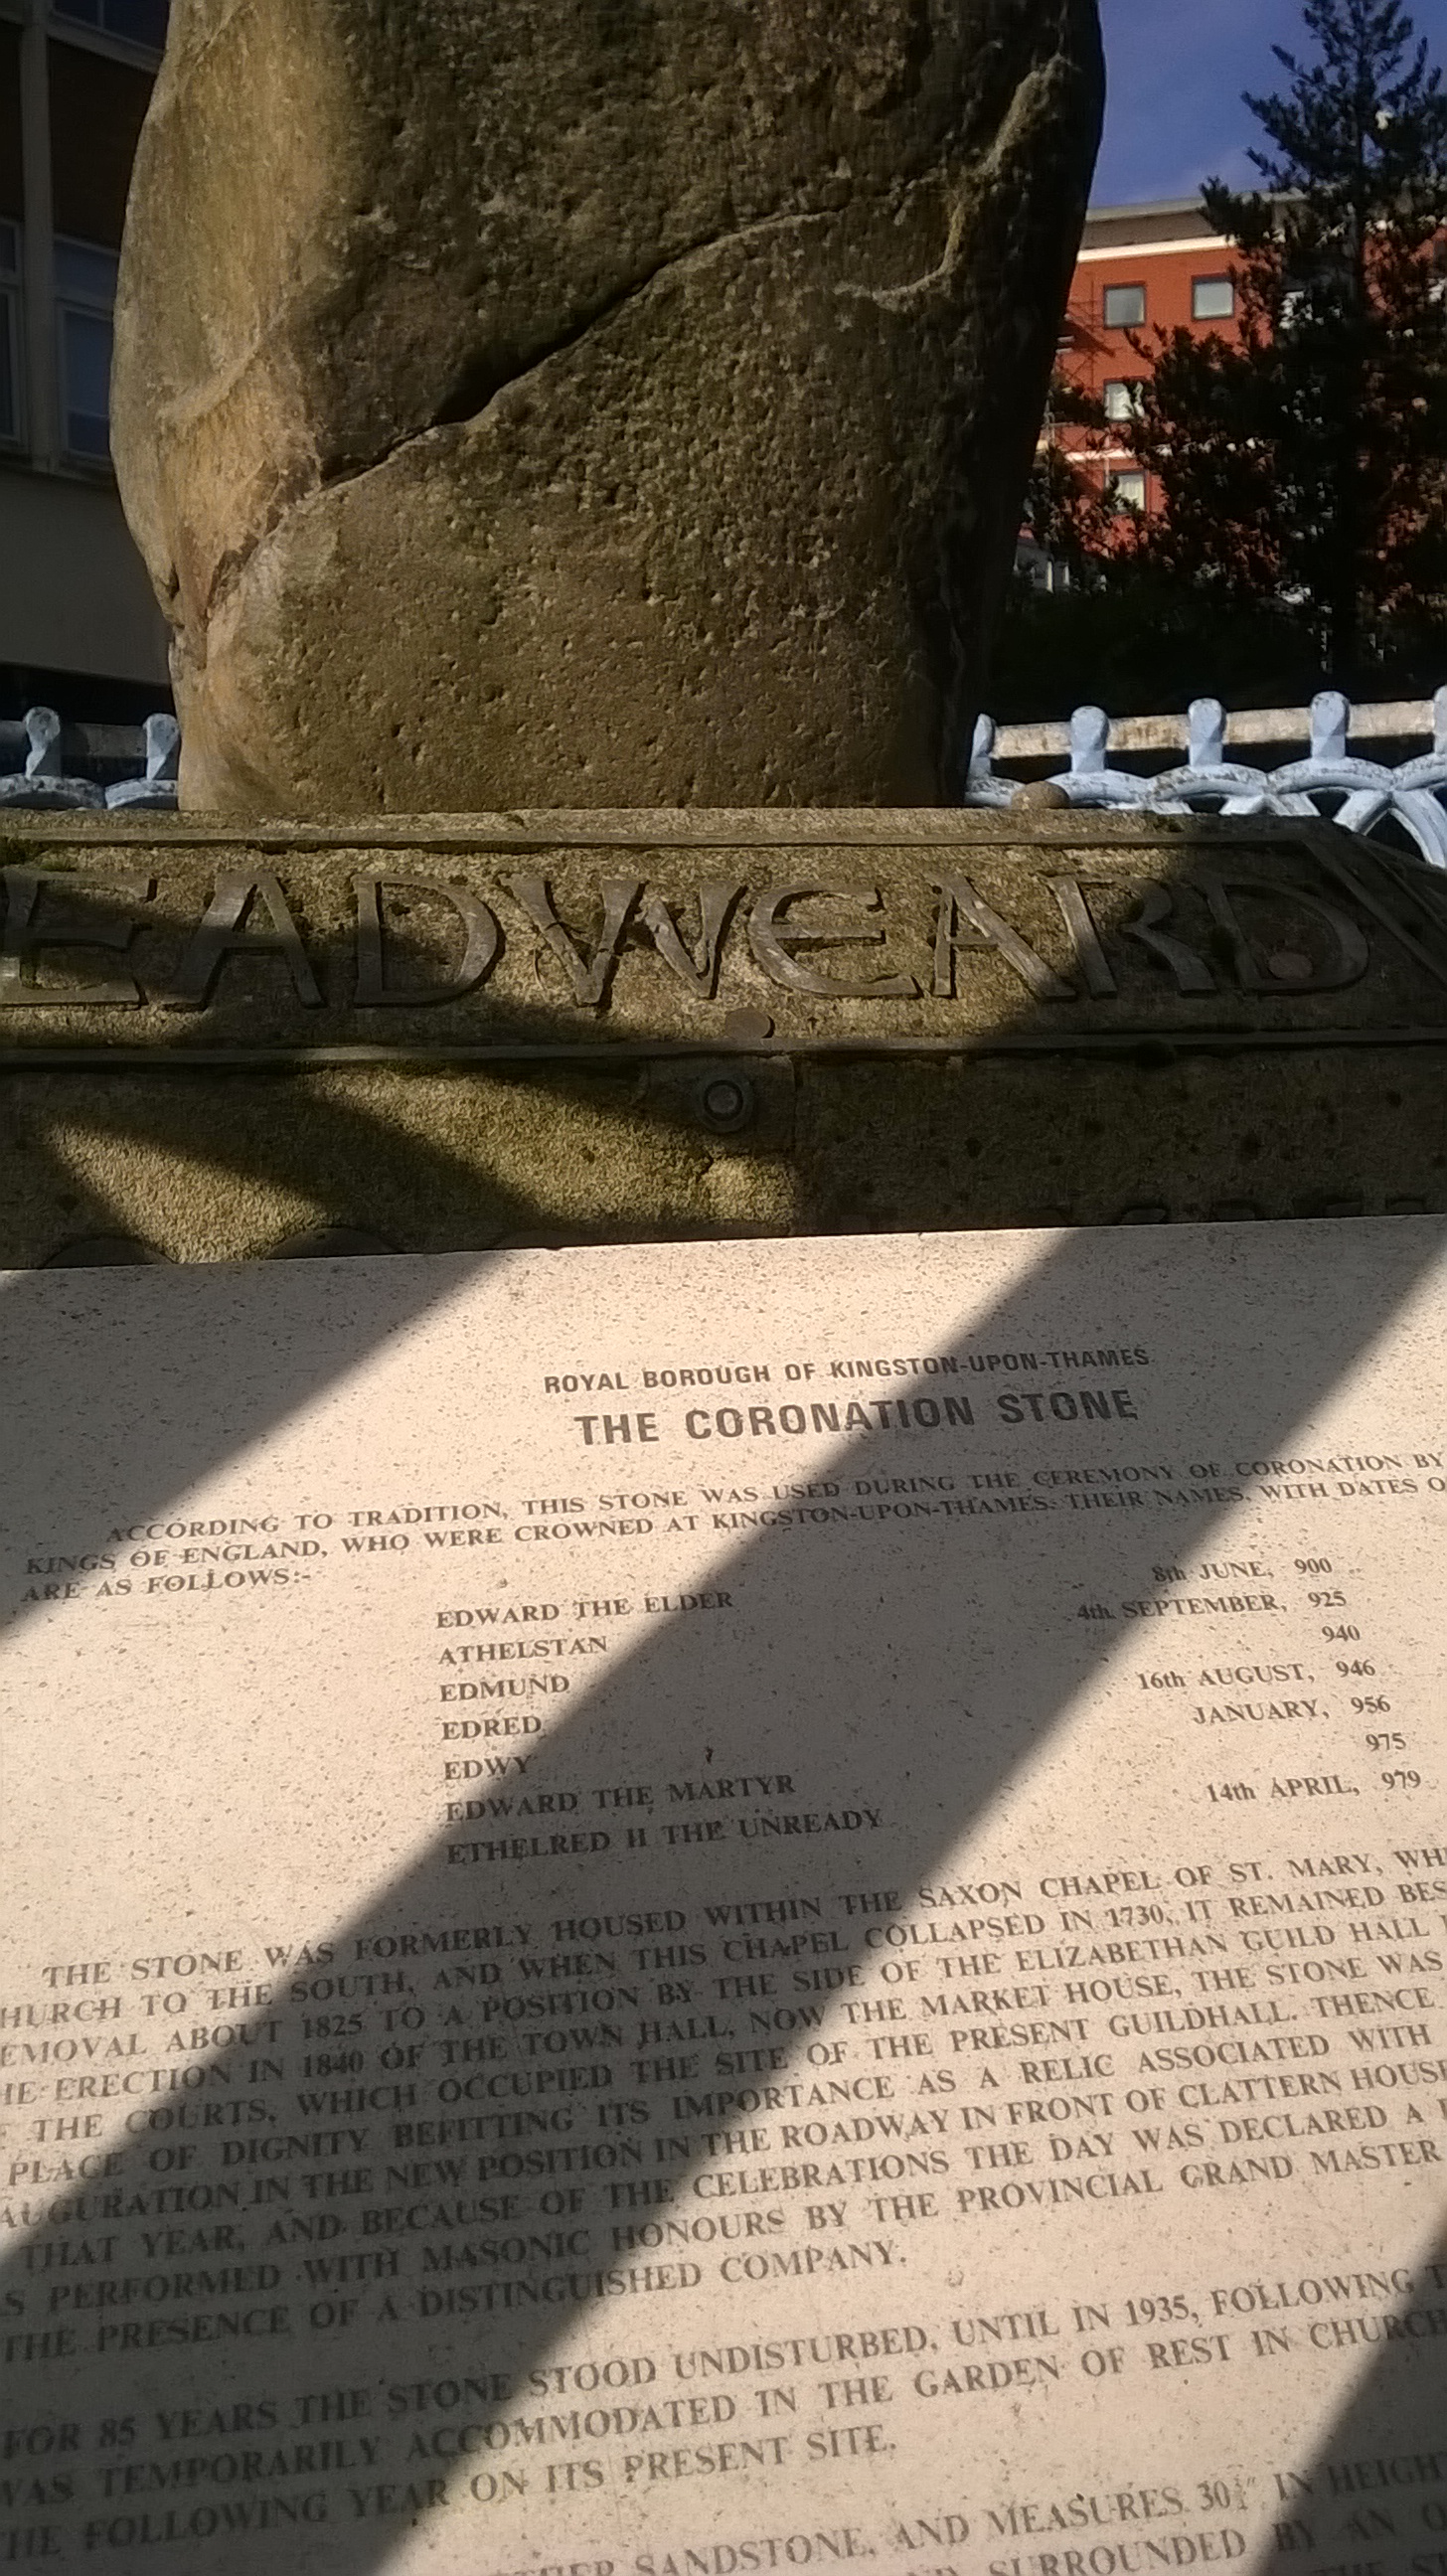 EADWEARD
ROYAL BOROUGH OF KINGSTON-UPON-THAMES
THE CORONATION STONE
ACCORDING TO TRADITION, THIS STONE WAS USED DURING THE CEREMONY OF CORONATION BY
KINGS OF ENGLAND, WHO WERE CROWNED AT KINGSTON-UPON-THAMES. THEIR NAMES, WITH DATES
ARE AS FOLLOWS:-
EDWARD THE ELDER 8th JUNE, 900
ATHELSTAN 4th SEPTEMBER, 925
EDMUND 940
EDRED 16th AUGUST, 946
EDWY JANUARY, 956
EDWARD THE MARTYR 975
ETHELRED II THE UNREADY 14th APRIL, 979
THE STONE WAS FORMERLY HOUSED WITHIN THE SAXON CHAPEL OF ST. MARY,
HURCH TO THE SOUTH, AND WHEN THIS CHAPEL COLLAPSED IN 1730, IT REMAINED
EMOVAL ABOUT 1825 TO A POSITION BY THE SIDE OF THE ELIZABETHAN GUILD HALL
HE ERECTION IN 1840 OF THE TOWN HALL, NOW THE MARKET HOUSE, THE STONE WAS
THE COURTS, WHICH OCCUPIED THE SITE OF THE PRESENT GUILDHALL. THENCE
PLACE OF DIGNITY BEFITTING ITS IMPORTANCE AS A RELIC ASSOCIATED WITH
AUGURATION IN THE NEW POSITION IN THE ROADWAY IN FRONT OF CLATTERN HOUSE
THAT YEAR, AND BECAUSE OF THE CELEBRATIONS THE DAY WAS DECLARED A
AS PERFORMED WITH MASONIC HONOURS BY THE PROVINCIAL GRAND MASTER
THE PRESENCE OF A DISTINGUISHED COMPANY.
FOR 85 YEARS THE STONE STOOD UNDISTURBED, UNTIL IN 1935, FOLLOWING
WAS TEMPORARILY ACCOMMODATED IN THE GARDEN OF REST IN CHURCH
THE FOLLOWING YEAR ON ITS PRESENT SITE.
SANDSTONE, AND MEASURES 30½" IN HEIGHT
SURROUNDED BY AN